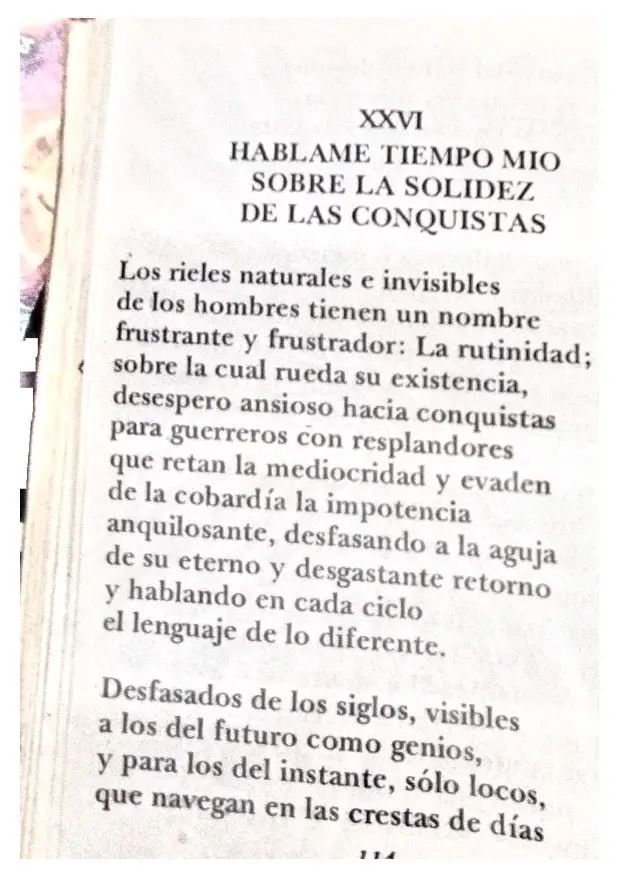 XXVI
HABLAME TIEMPO MIO
SOBRE LA SOLIDEZ
DE LAS CONQUISTAS
Los rieles naturales e invisibles
de los hombres tienen un nombre
frustrante y frustrador: La rutinidad;
sobre la cual rueda su existencia,
desespero ansioso hacia conquistas
para guerreros con resplandores
que retan la mediocridad y evaden
de la cobardía la impotencia
anquilosante, desfasando a la aguja
de su eterno y desgastante retorno
y hablando en cada ciclo
el lenguaje de lo diferente.
Desfasados de los siglos, visibles
a los del futuro como genios,
y para los del instante, sólo locos,
que navegan en las crestas de días